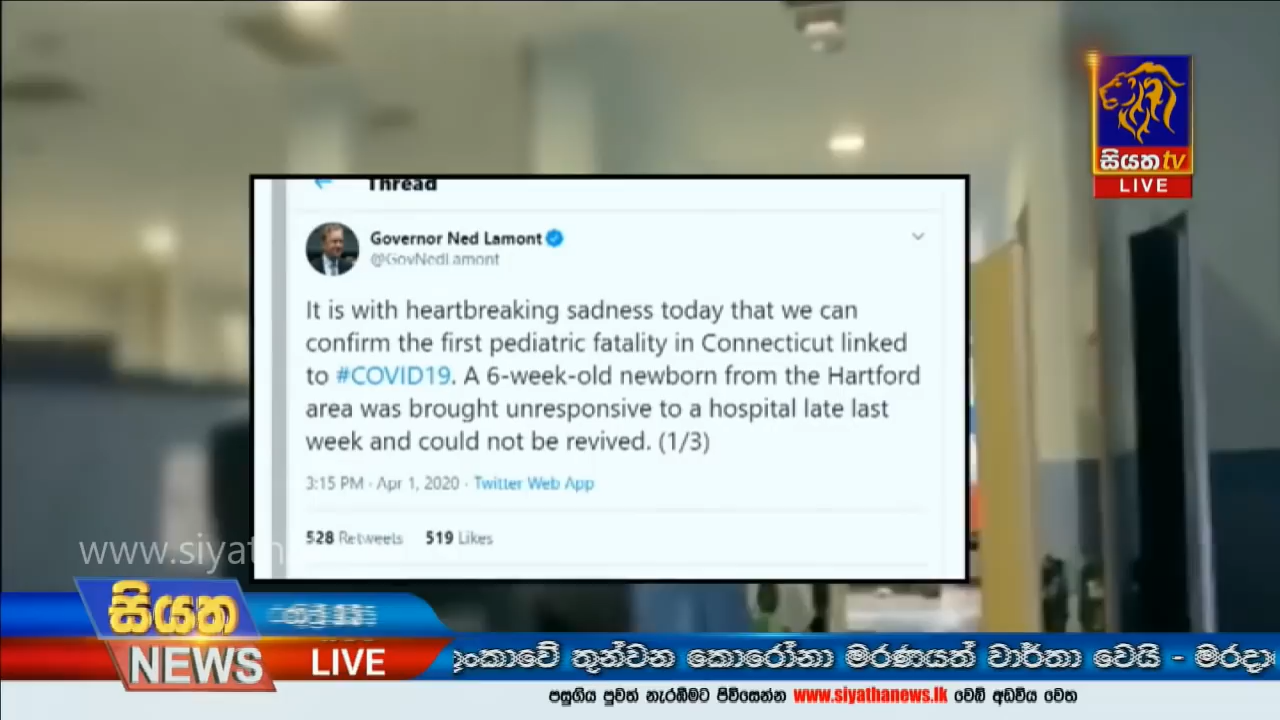 සියත tv
LIVE
Thread
Governor Ned Lamont
@GovNedLamont
It is with heartbreaking sadness today that we can
confirm the first pediatric fatality in Connecticut linked
to #COVID19. A 6-week-old newborn from the Hartford
area was brought unresponsive to a hospital late last
week and could not be revived. (1/3)
3:15 PM · Apr 1, 2020 · Twitter Web App
528 Retweets 519 Likes
www.siyath
සියත
NEWS LIVE
ලංකාවේ තුන්වන කොරෝනා මරණයත් වාර්තා වෙයි - මරදා
පසුගිය පුවත් නැරඹීමට පිවිසෙන්න www.siyathanews.lk වෙබ් අඩවිය වෙත